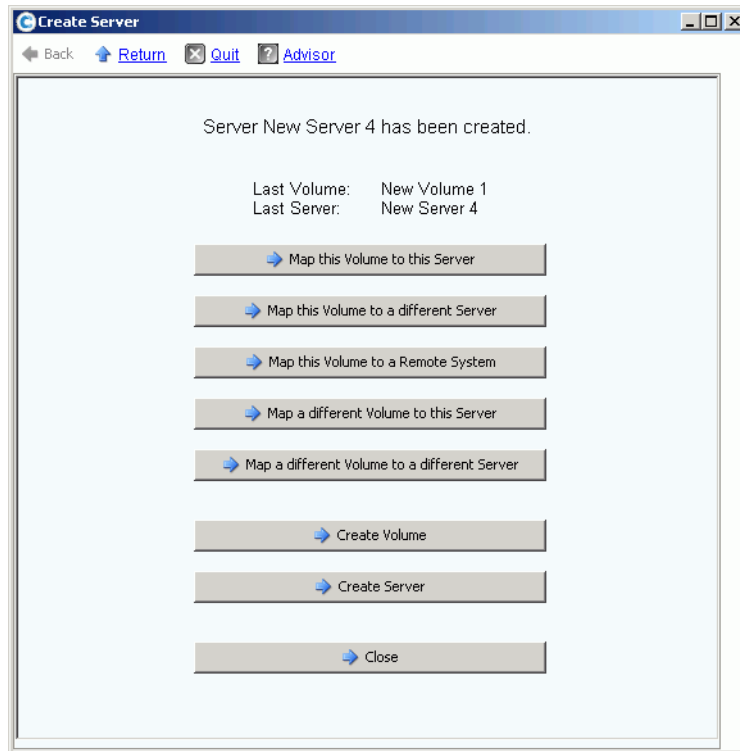 Create Server
Back Return Quit Advisor
Server New Server 4 has been created.
Last Volume: New Volume 1
Last Server: New Server 4
Map this Volume to this Server
Map this Volume to a different Server
Map this Volume to a Remote System
Map a different Volume to this Server
Map a different Volume to a different Server
Create Volume
Create Server
Close